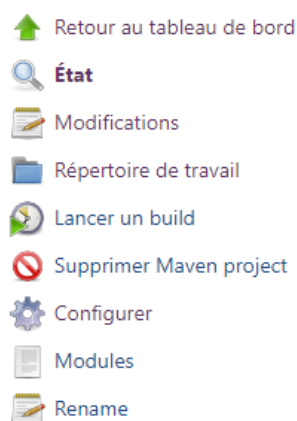 Retour au tableau de bord
État
Modifications
Répertoire de travail
Lancer un build
Supprimer Maven project
Configurer
Modules
Rename